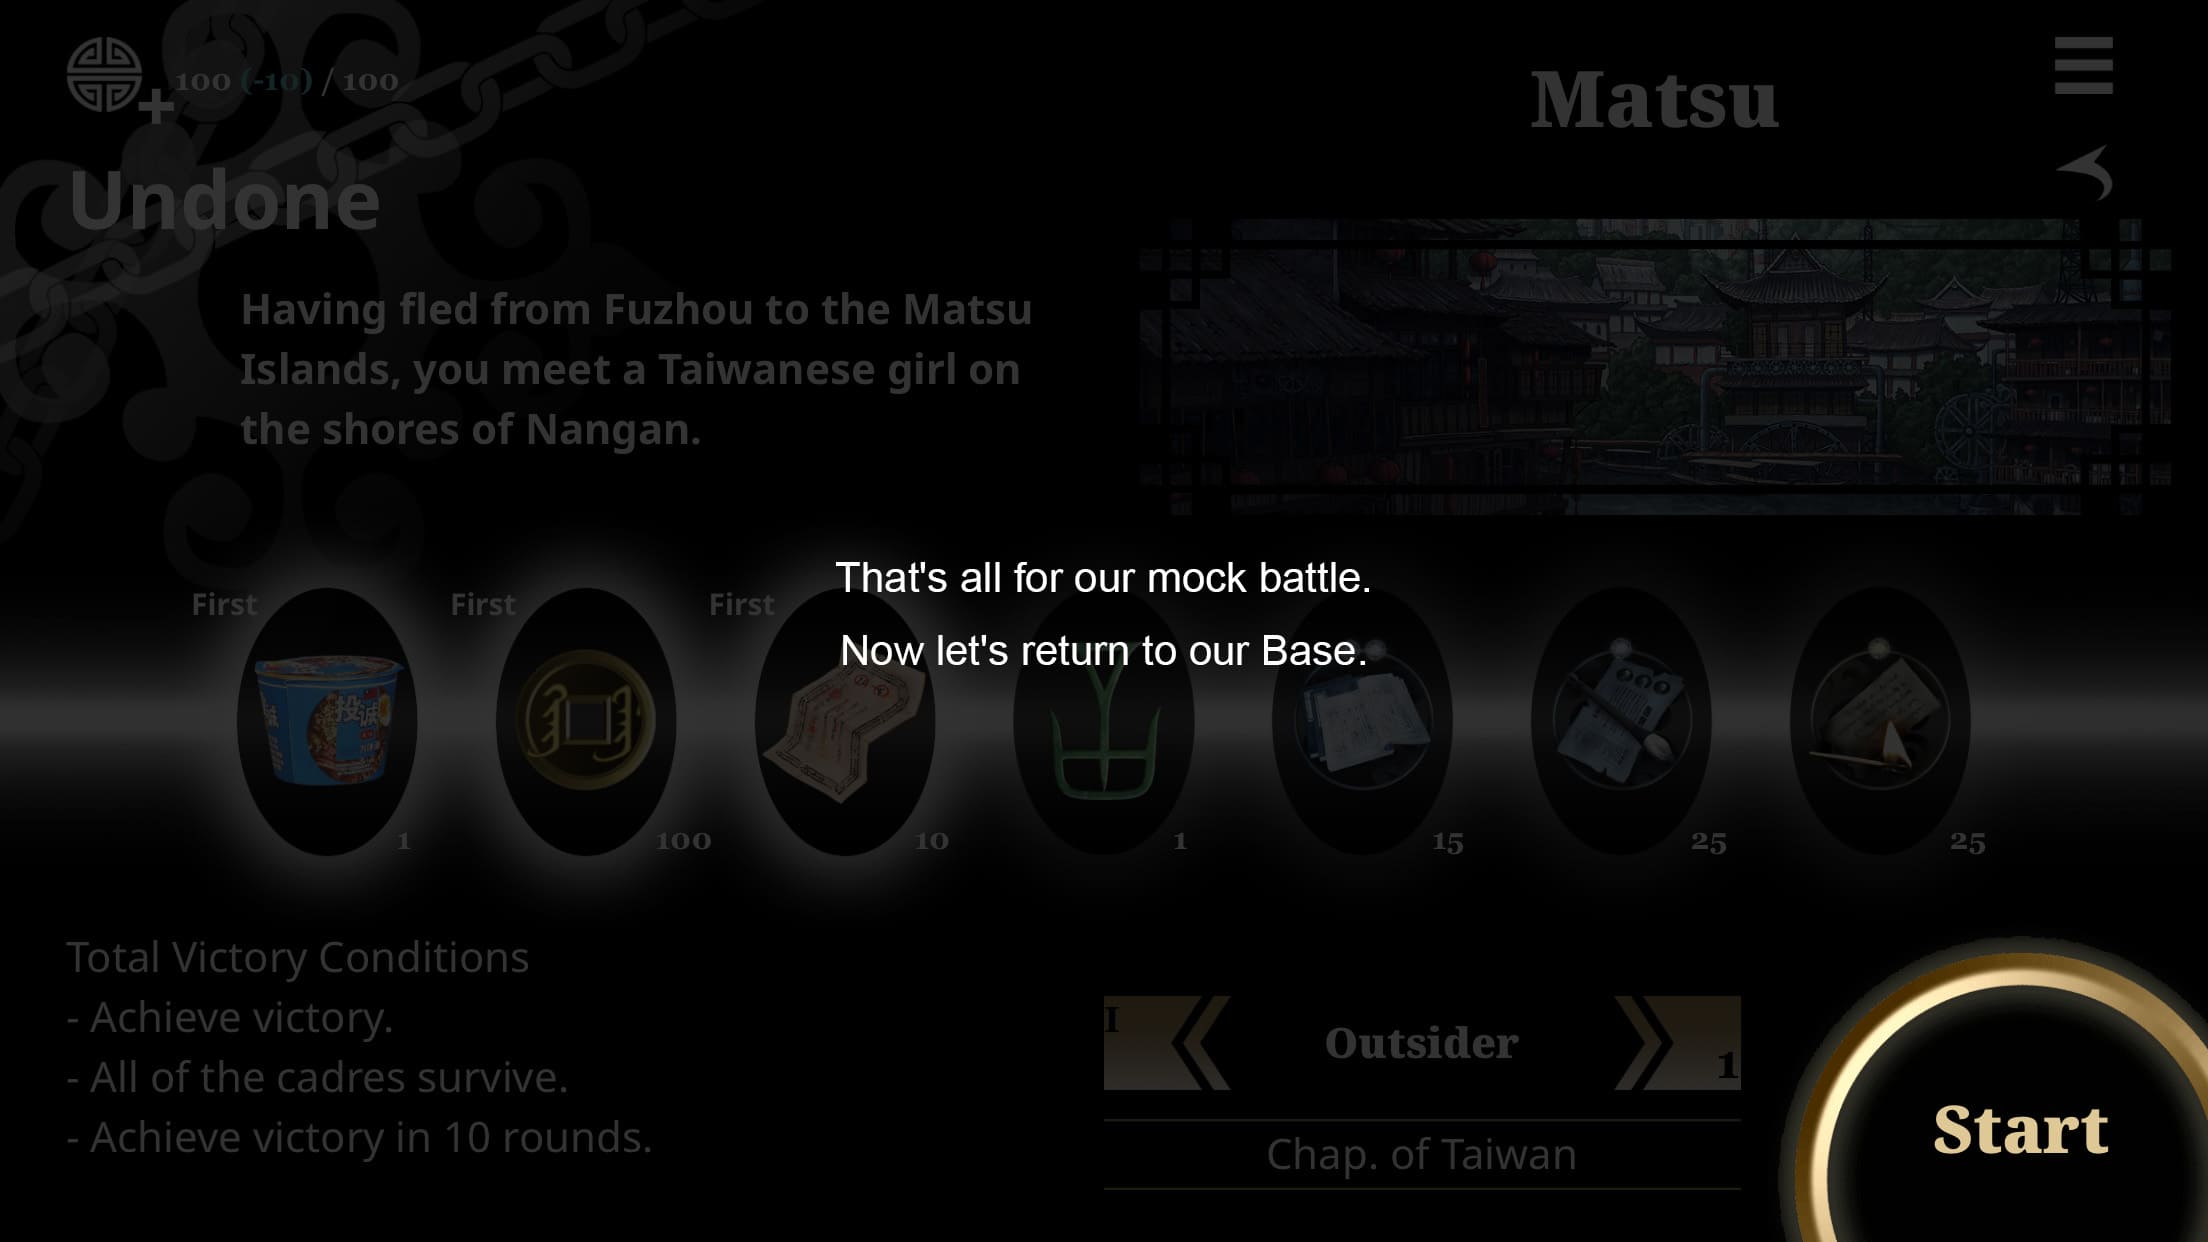 100 (-10) / 100
Matsu
Undone
Having fled from Fuzhou to the Matsu
Islands, you meet a Taiwanese girl on
the shores of Nangan.
That's all for our mock battle.
Now let's return to our Base.
First
First
First
投诚
1
100
10
1
15
25
25
Total Victory Conditions
- Achieve victory.
- All of the cadres survive.
- Achieve victory in 10 rounds.
I
Outsider
1
Chap. of Taiwan
Start